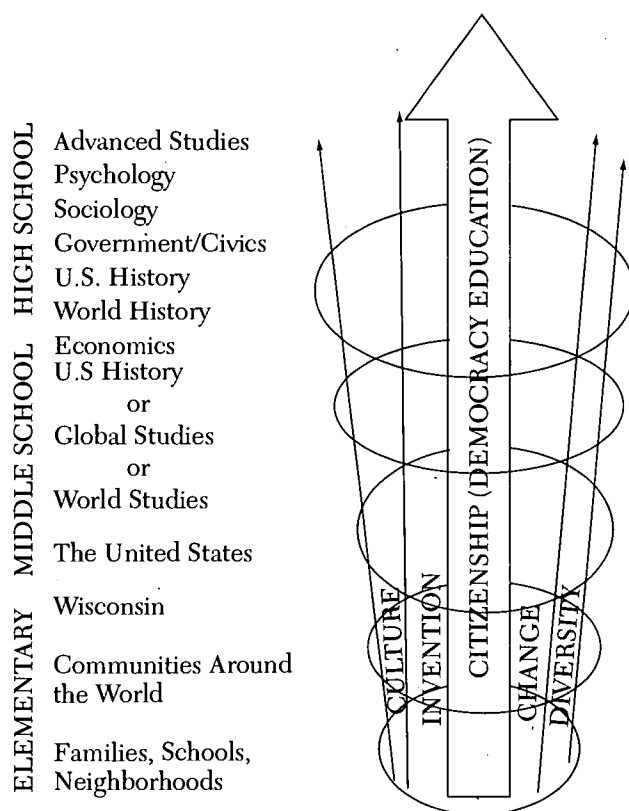 HIGH SCHOOL
Advanced Studies
Psychology
Sociology
Government/Civics
U.S. History
World History
Economics
MIDDLE SCHOOL
U.S History
or
Global Studies
or
World Studies
The United States
ELEMENTARY
Wisconsin
Communities Around
the World
Families, Schools,
Neighborhoods
CULTURE
INVENTION
CITIZENSHIP (DEMOCRACY EDUCATION)
CHANGE
DIVERSITY